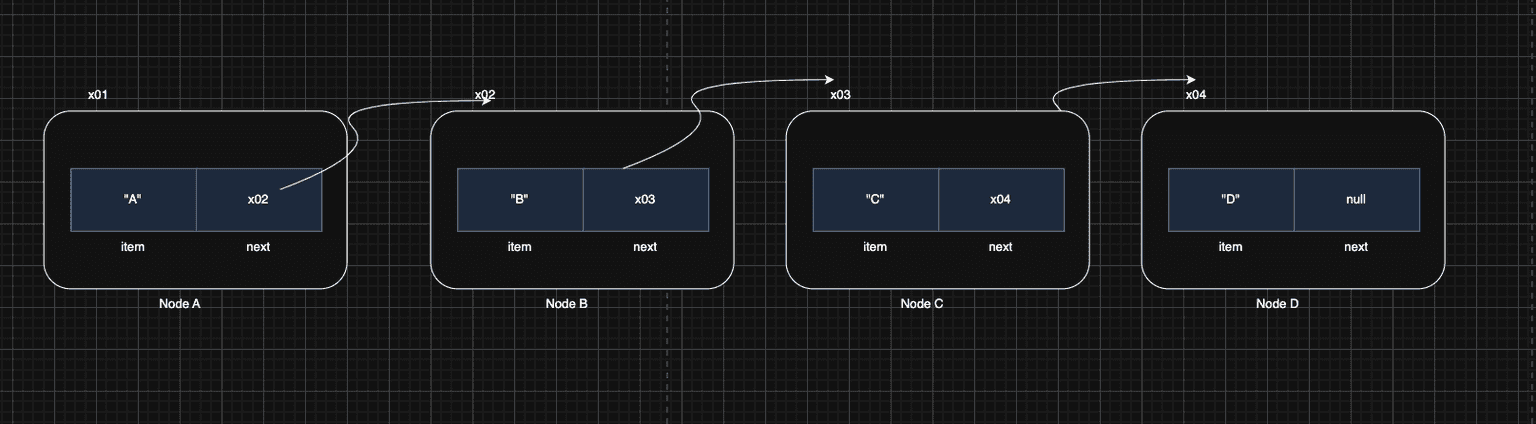 x01
x02
x03
x04
"A"
x02
"B"
x03
"C"
x04
"D"
null
item
next
item
next
item
next
item
next
Node A
Node B
Node C
Node D